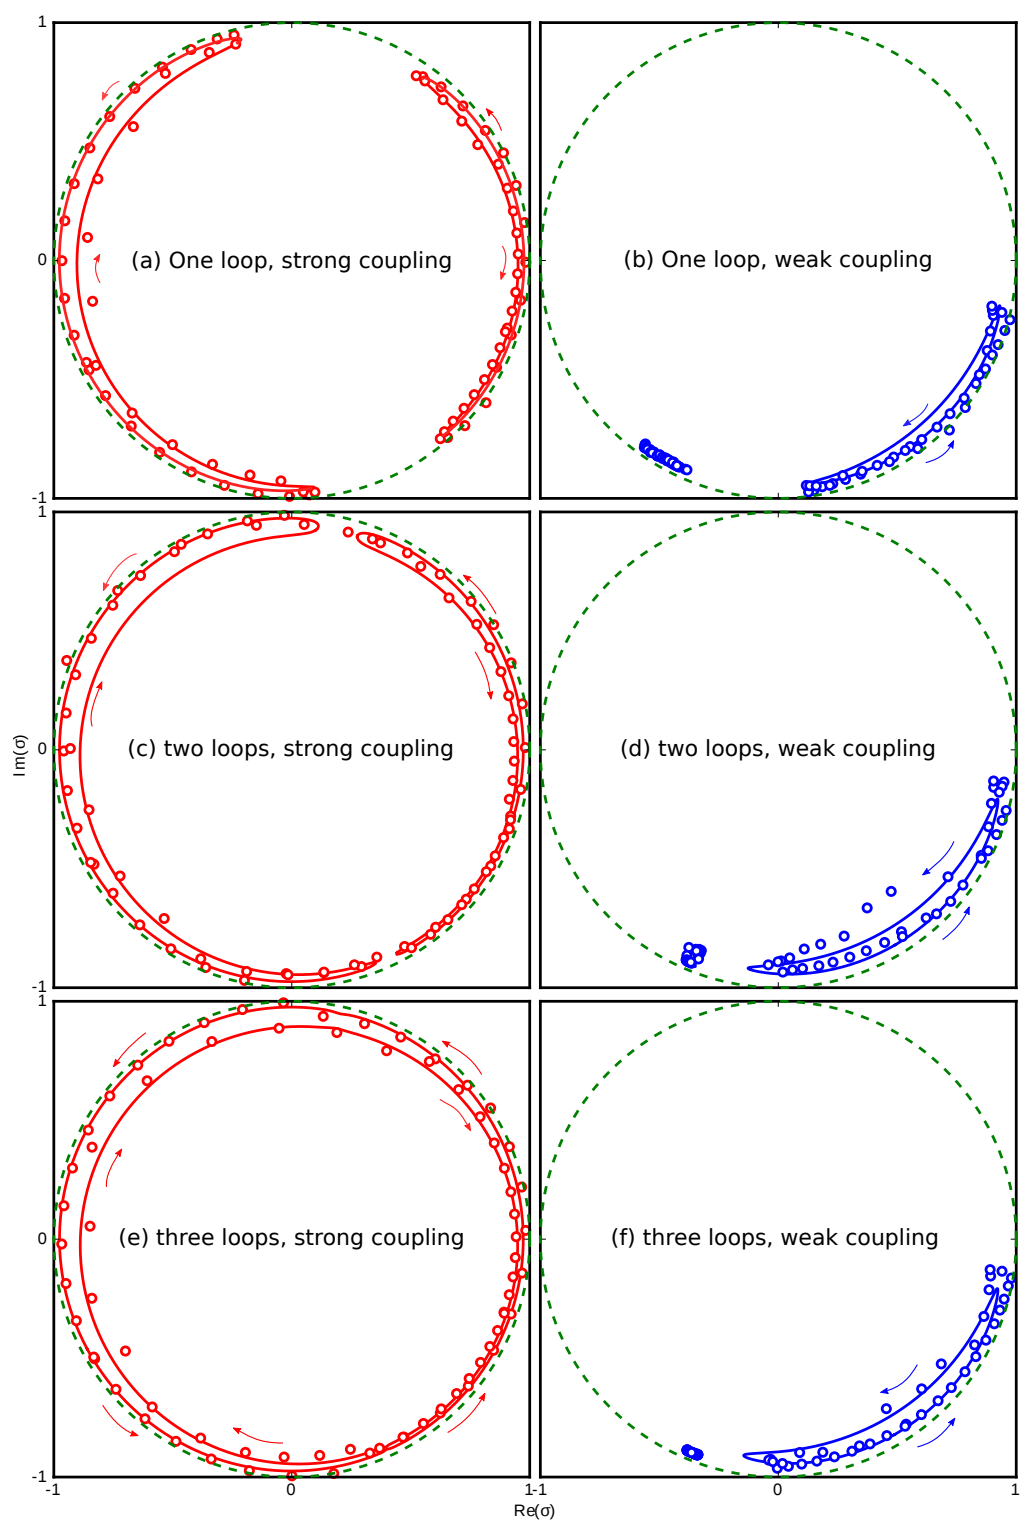 1
(a) One loop, strong coupling
(b) One loop, weak coupling
0
-1
1
(c) two loops, strong coupling
(d) two loops, weak coupling
0
Im(σ)
-1
1
(e) three loops, strong coupling
(f) three loops, weak coupling
0
-1
-1 0 1 -1 0 1
Re(σ)